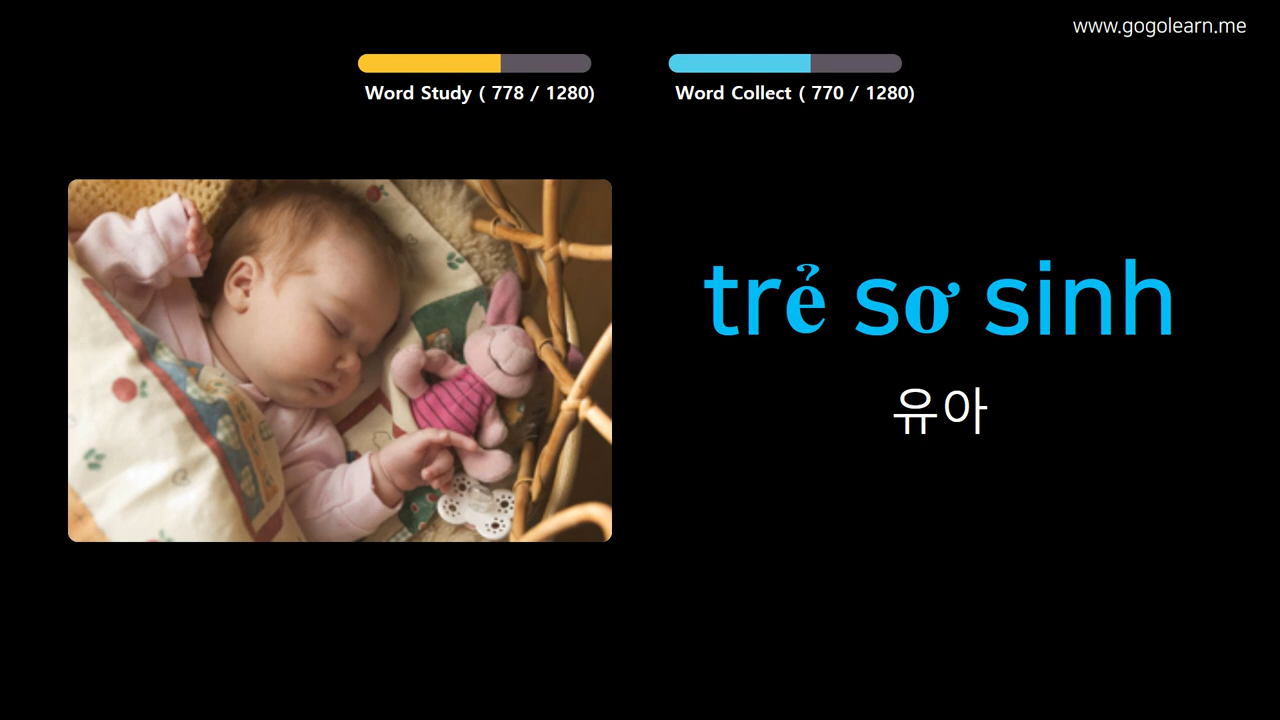 www.gogolearn.me
Word Study ( 778 / 1280)
Word Collect ( 770 / 1280)
trẻ sơ sinh
유아